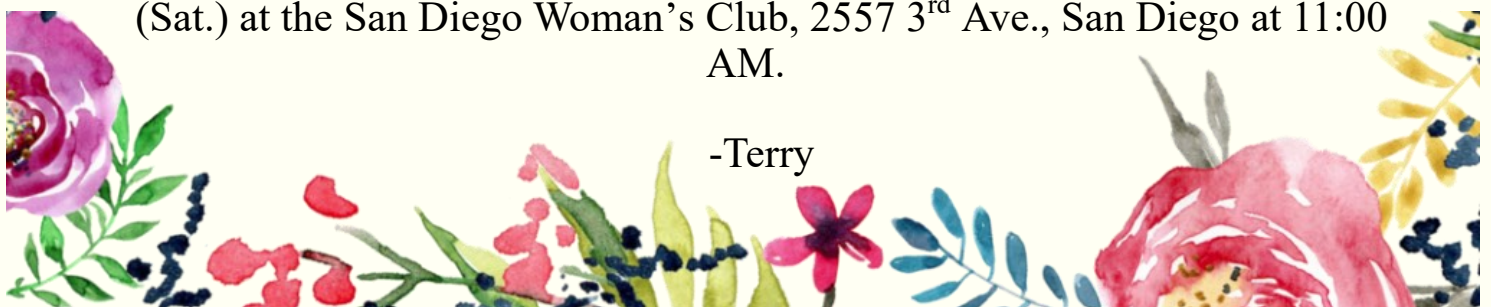 (Sat.) at the San Diego Woman’s Club, 2557 3rd Ave., San Diego at 11:00
AM.
-Terry